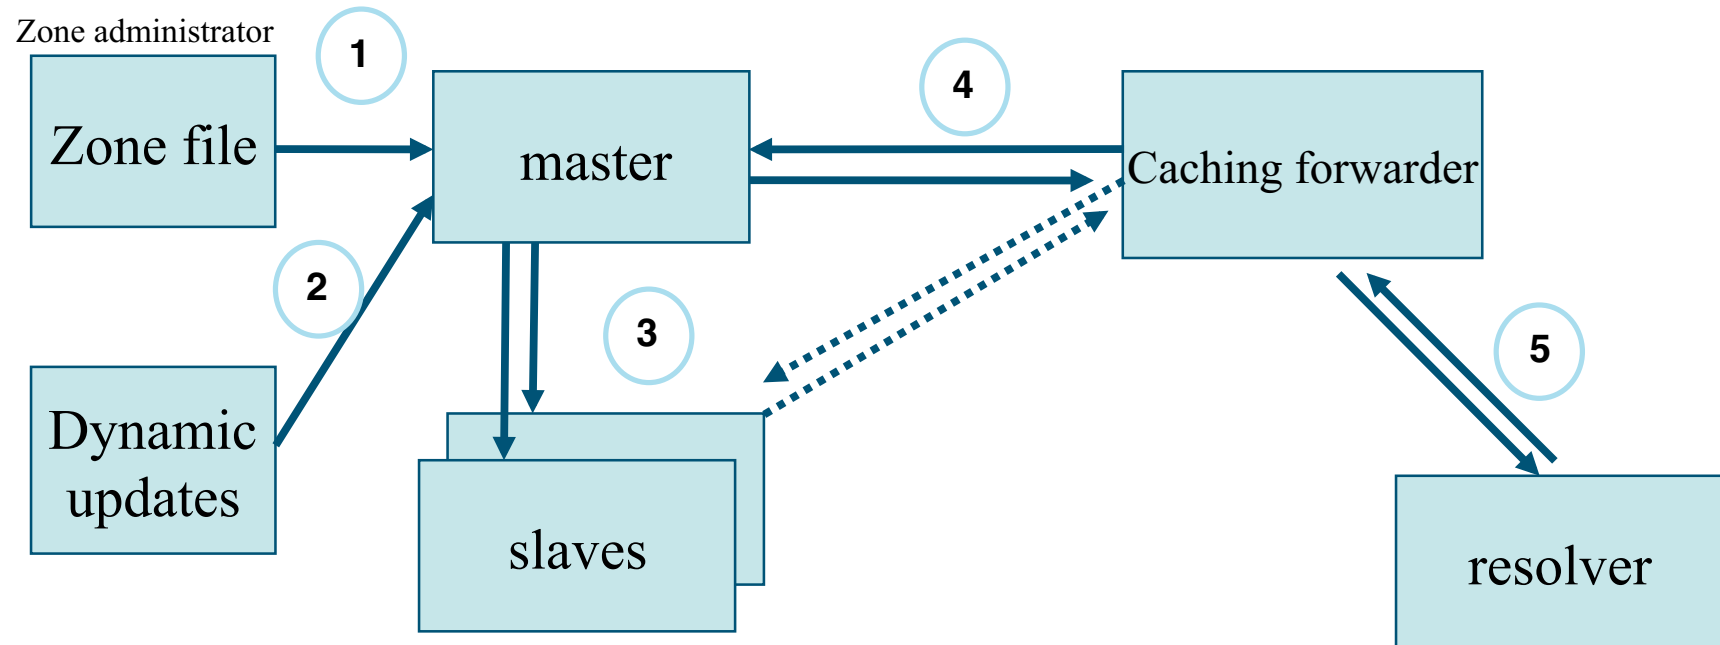 Zone administrator
1
4
Zone file
master
Caching forwarder
2
3
5
Dynamic
updates
slaves
resolver